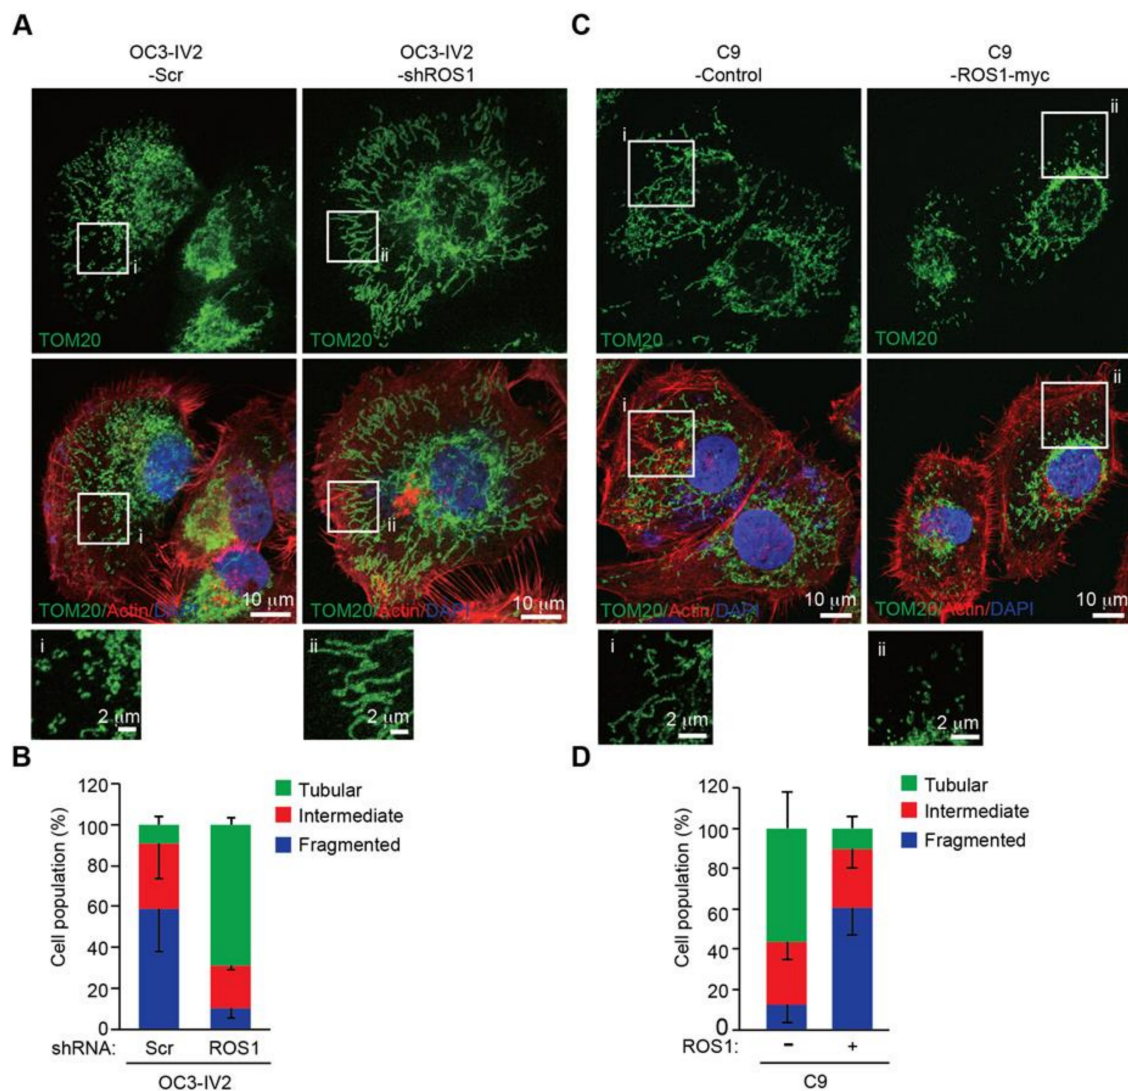 A
C
OC3-IV2
-Scr
OC3-IV2
-shROS1
C9
-Control
C9
-ROS1-myc
i
ii
i
ii
TOM20
TOM20
TOM20
TOM20
i
ii
i
ii
TOM20/Actin/DAPI
10 μm
TOM20/Actin/DAPI
10 μm
TOM20/Actin/DAPI
10 μm
TOM20/Actin/DAPI
10 μm
i
2 μm
ii
2 μm
i
2 μm
ii
2 μm
B
Cell population (%)
120
100
80
60
40
20
0
Tubular
Intermediate
Fragmented
shRNA: Scr ROS1
OC3-IV2
D
Cell population (%)
120
100
80
60
40
20
0
Tubular
Intermediate
Fragmented
ROS1: - +
C9